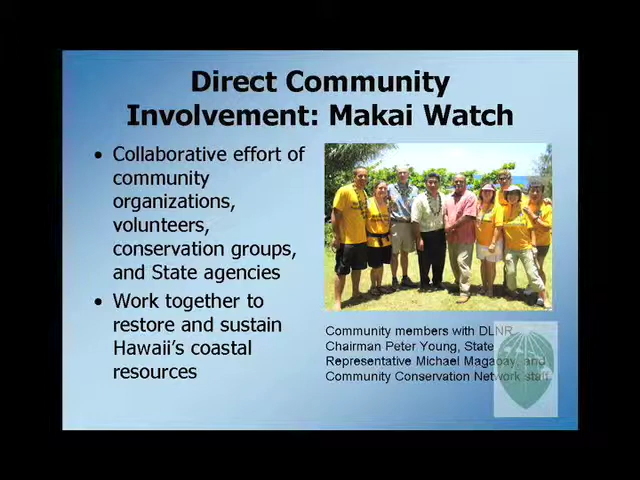 Direct Community
Involvement: Makai Watch
• Collaborative effort of
community
organizations,
volunteers,
conservation groups,
and State agencies
• Work together to
restore and sustain
Hawaii's coastal
resources
Community members with DLNR
Chairman Peter Young, State
Representative Michael Magaoay, and
Community Conservation Network staff.